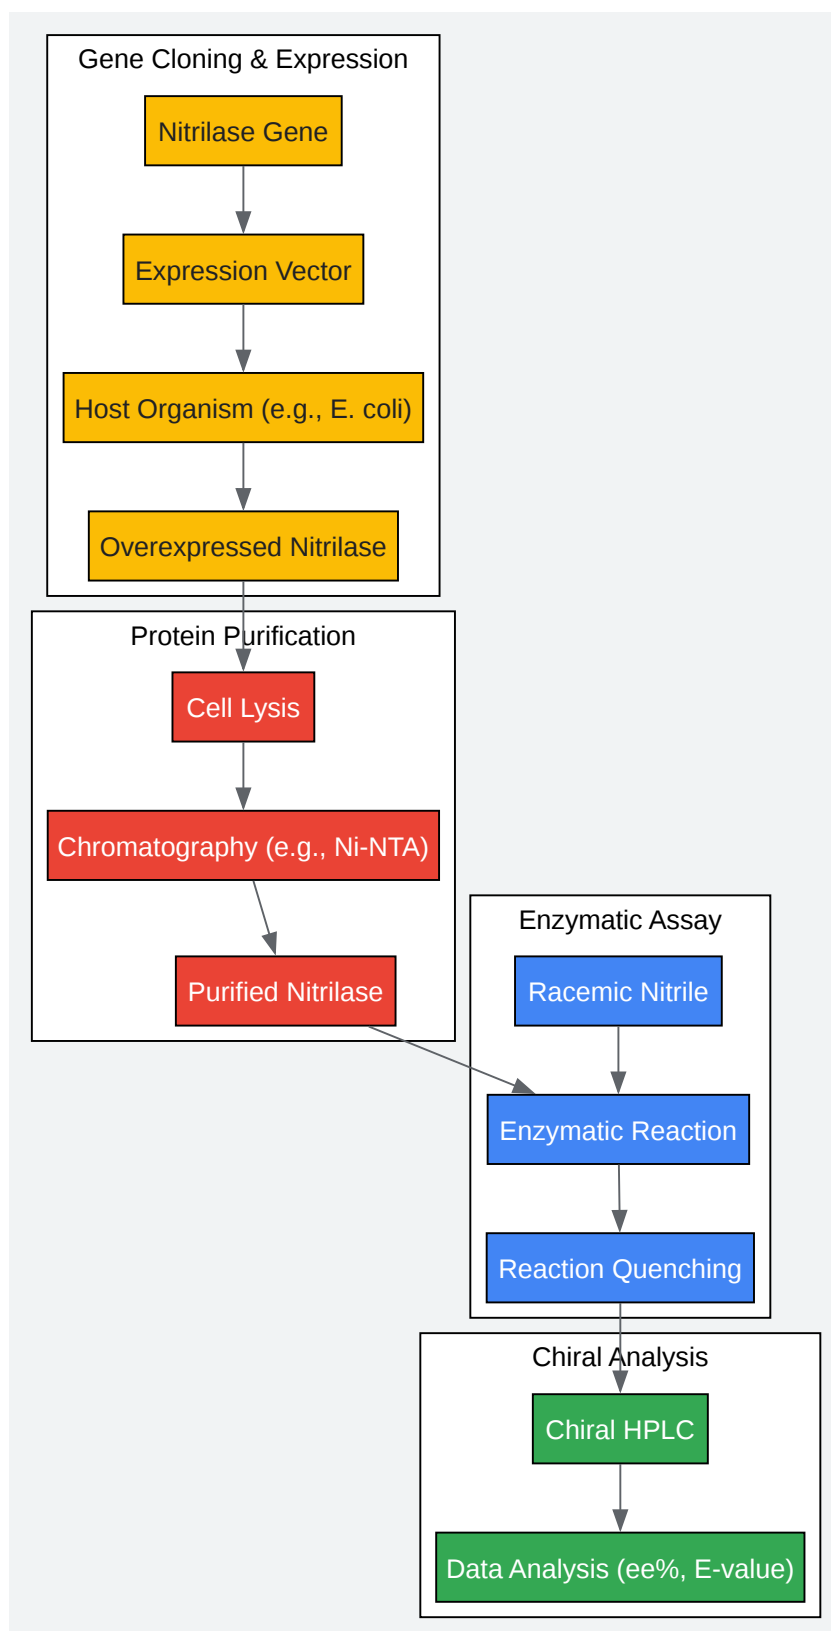 Gene Cloning & Expression
Nitrilase Gene
Expression Vector
Host Organism (e.g., E. coli)
Overexpressed Nitrilase
Protein Purification
Cell Lysis
Chromatography (e.g., Ni-NTA)
Purified Nitrilase
Enzymatic Assay
Racemic Nitrile
Enzymatic Reaction
Reaction Quenching
Chiral Analysis
Chiral HPLC
Data Analysis (ee%, E-value)